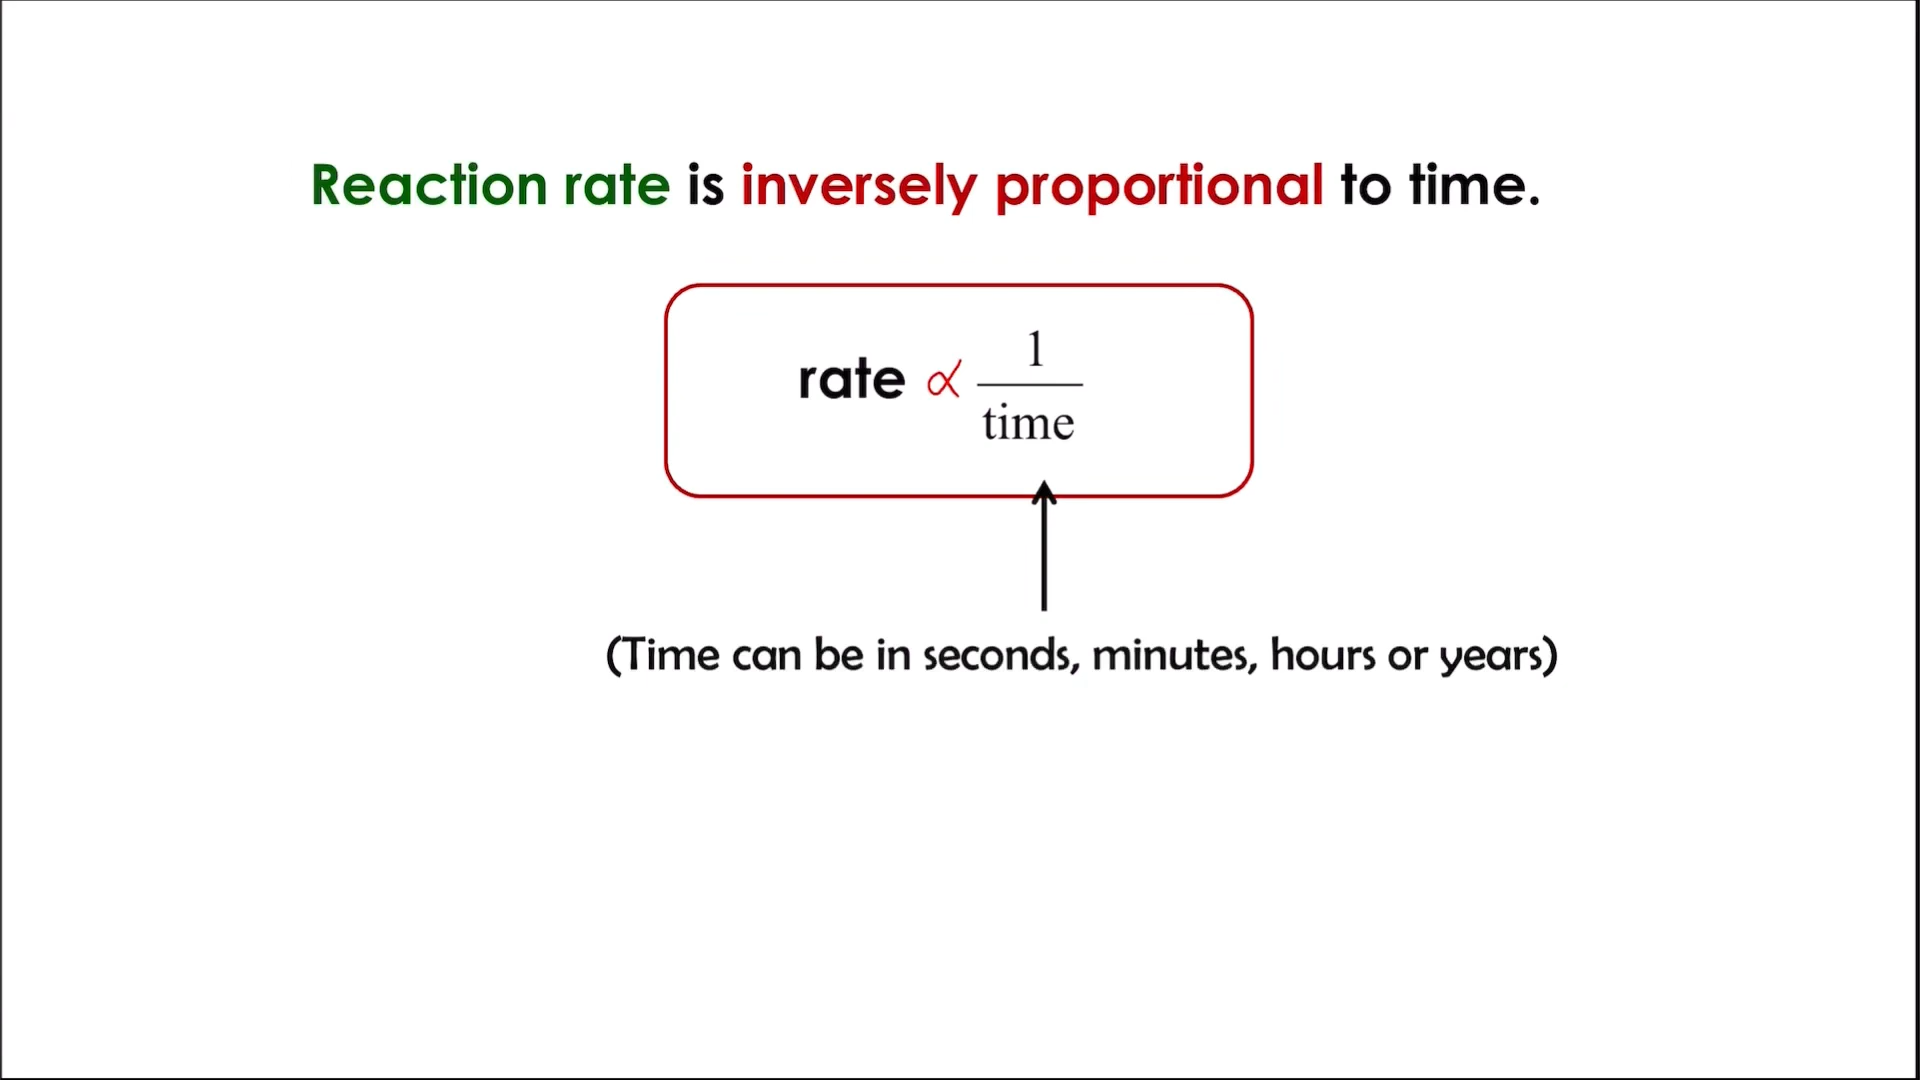 Reaction rate is inversely proportional to time.
rate ∝ 1/time
(Time can be in seconds, minutes, hours or years)